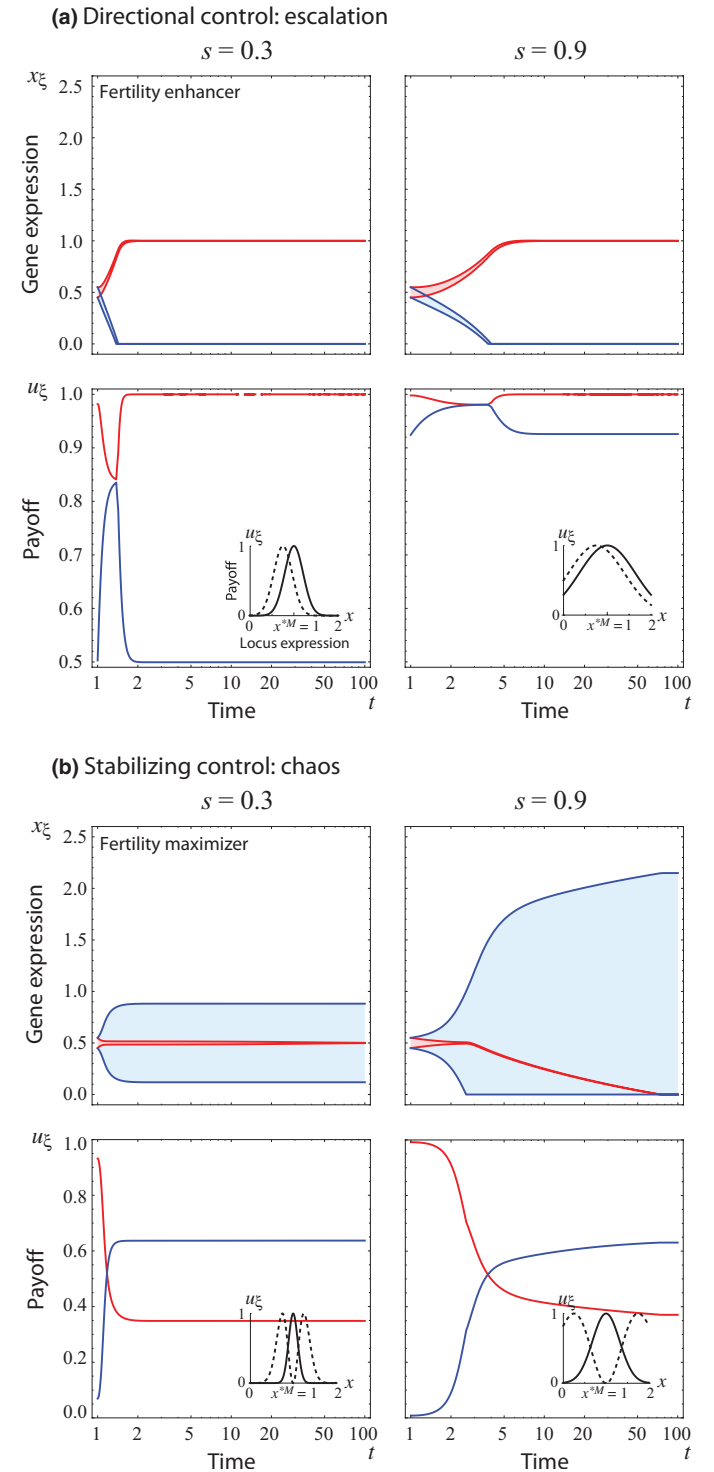 (a) Directional control: escalation
s = 0.3 s = 0.9
xξ
2.5
2.0
1.5
1.0
0.5
0.0
Gene expression
Fertility enhancer
uξ
1.0
0.9
0.8
0.7
0.6
0.5
Payoff
uξ
1
0
Payoff
0 x*M = 1 2 x
Locus expression
uξ
1
0
0 x*M = 1 2 x
1 2 5 10 20 50 100 1 2 5 10 20 50 100
Time t Time t
(b) Stabilizing control: chaos
s = 0.3 s = 0.9
xξ
2.5
2.0
1.5
1.0
0.5
0.0
Gene expression
Fertility maximizer
uξ
1.0
0.8
0.6
0.4
0.2
0.0
Payoff
uξ
1
0
0 x*M = 1 2 x
uξ
1
0
0 x*M = 1 2 x
1 2 5 10 20 50 100 1 2 5 10 20 50 100
Time t Time t